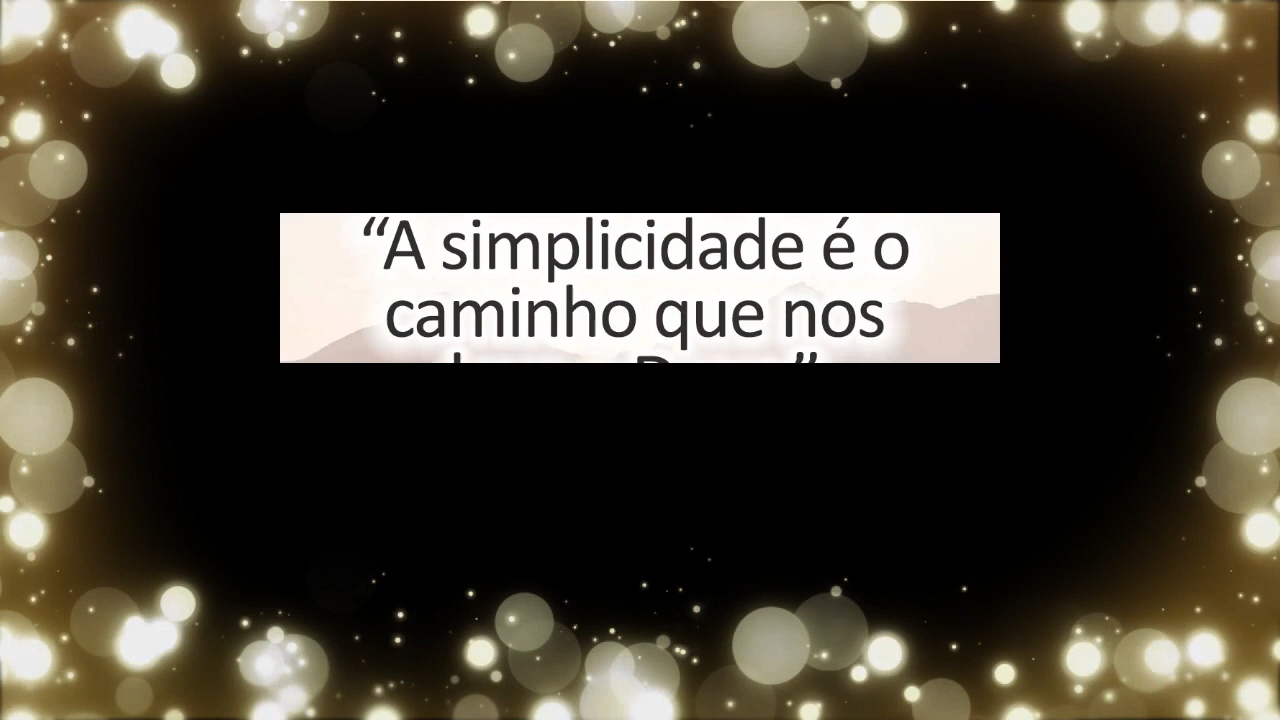 “A simplicidade é o
caminho que nos